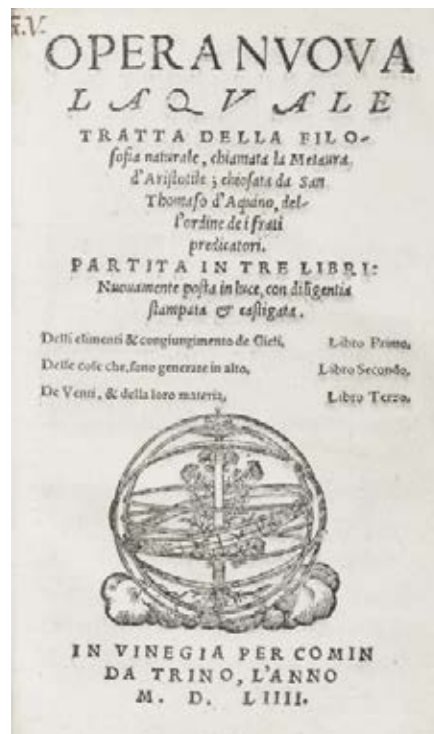 G.V.
OPERA NVOVA
LAQVALE
TRATTA DELLA FILO-
sofia naturale, chiamata la Metaura
d'Aristotile; chiosata da San
Thomaso d'Aquino, del-
l'ordine de i frati
predicatori.
PARTITA IN TRE LIBRI:
Nuouamente posta in luce, con diligentia
stampata & castigata.
Delli elimenti & congiungimento de Cieli, Libro Primo,
Delle cose che, sono generate in alto, Libro Secondo,
De Venti, & della loro materia, Libro Terzo,
IN VINEGIA PER COMIN
DA TRINO, L'ANNO
M. D. LIIII.